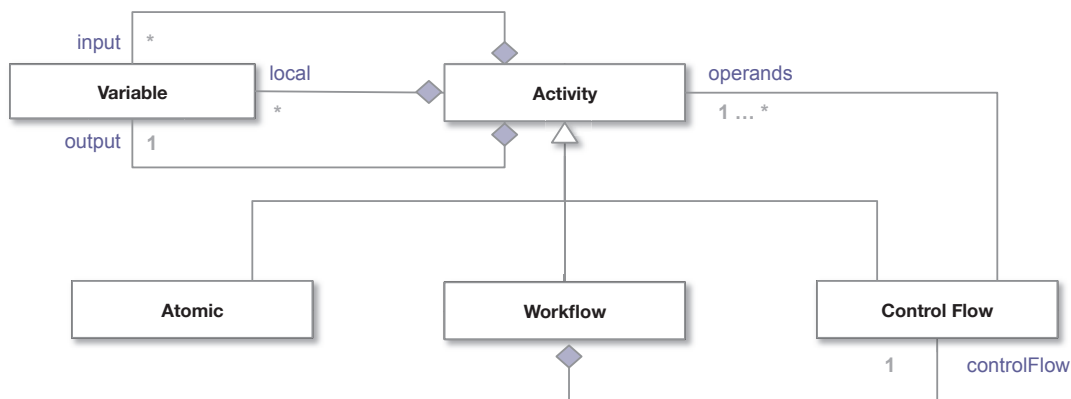 input *
local
operands
Variable
Activity
*
1 ... *
output 1
Atomic
Workflow
Control Flow
1 controlFlow